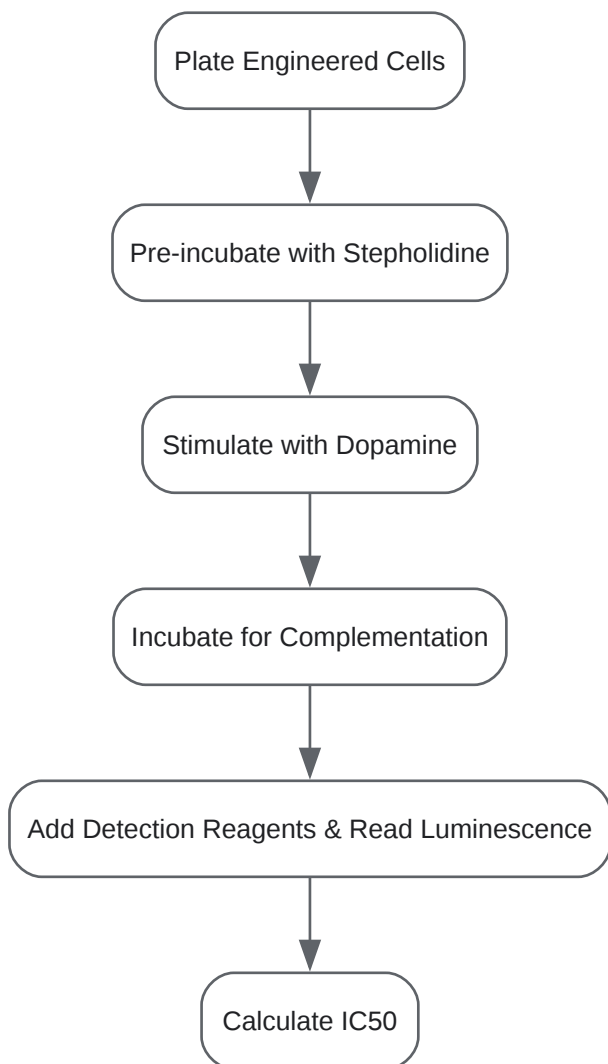 Plate Engineered Cells
Pre-incubate with Stepholidine
Stimulate with Dopamine
Incubate for Complementation
Add Detection Reagents & Read Luminescence
Calculate IC50